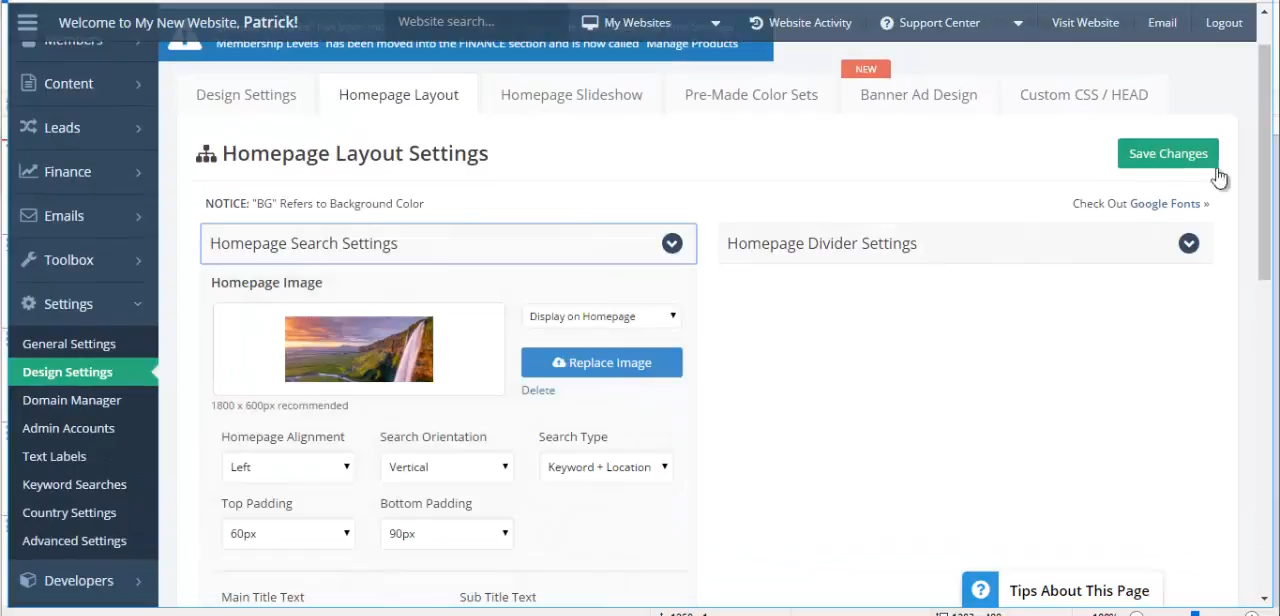 Welcome to My New Website, Patrick!
Website search...
My Websites
Website Activity
Support Center
Visit Website
Email
Logout
Members
Content
Leads
Finance
Emails
Toolbox
Settings
General Settings
Design Settings
Domain Manager
Admin Accounts
Text Labels
Keyword Searches
Country Settings
Advanced Settings
Developers
Membership Levels" has been moved into the FINANCE section and is now called "Manage Products"
NEW
Design Settings
Homepage Layout
Homepage Slideshow
Pre-Made Color Sets
Banner Ad Design
Custom CSS / HEAD
Homepage Layout Settings
Save Changes
NOTICE: "BG" Refers to Background Color
Check Out Google Fonts »
Homepage Search Settings
Homepage Divider Settings
Homepage Image
Display on Homepage
Replace Image
Delete
1800 x 600px recommended
Homepage Alignment
Search Orientation
Search Type
Left
Vertical
Keyword + Location
Top Padding
Bottom Padding
60px
90px
Main Title Text
Sub Title Text
Tips About This Page